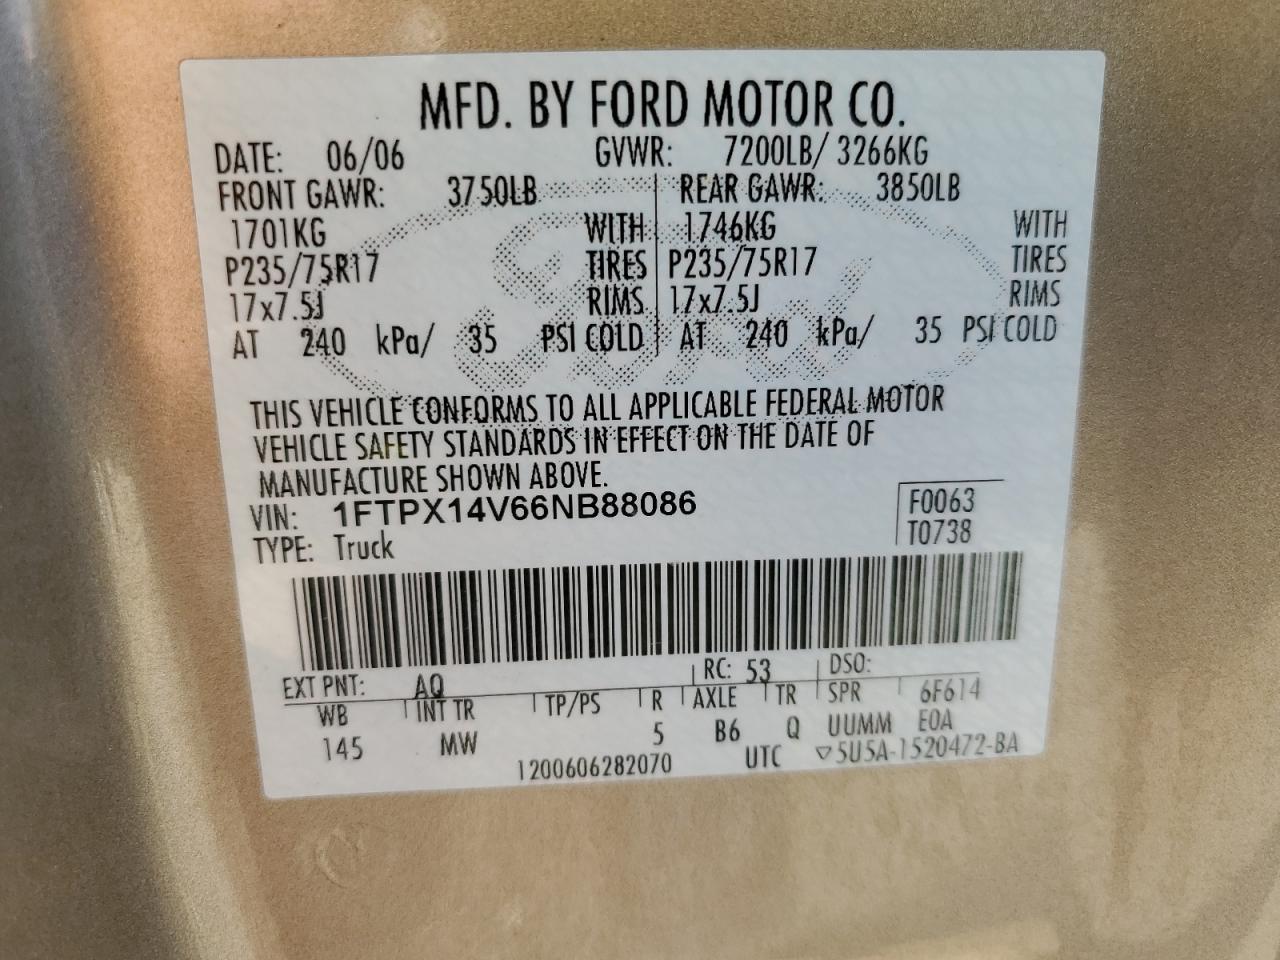 MFD. BY FORD MOTOR CO.
DATE: 06/06 GVWR: 7200LB/ 3266KG
FRONT GAWR: 3750LB REAR GAWR: 3850LB
1701KG WITH 1746KG WITH
P235/75R17 TIRES P235/75R17 TIRES
17x7.5J RIMS 17x7.5J RIMS
AT 240 kPa/ 35 PSI COLD AT 240 kPa/ 35 PSI COLD
Ford
THIS VEHICLE CONFORMS TO ALL APPLICABLE FEDERAL MOTOR
VEHICLE SAFETY STANDARDS IN EFFECT ON THE DATE OF
MANUFACTURE SHOWN ABOVE.
VIN: 1FTPX14V66NB88086 F0063
TYPE: Truck T0738
EXT PNT: AQ RC: 53 DSO:
WB INT TR TP/PS R AXLE TR SPR 6F614
145 MW 5 B6 Q UUMM E0A
1200606282070 UTC ▽5U5A-1520472-BA